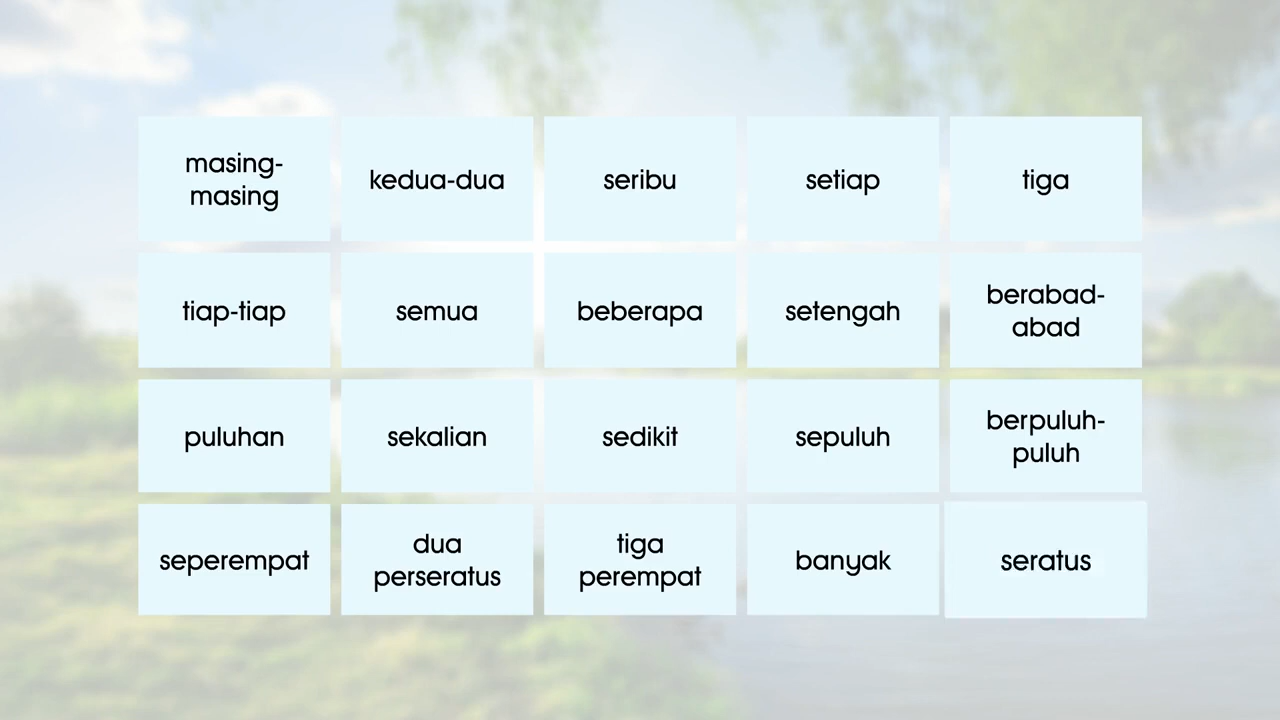 masing-
masing
kedua-dua
seribu
setiap
tiga
tiap-tiap
semua
beberapa
setengah
berabad-
abad
puluhan
sekalian
sedikit
sepuluh
berpuluh-
puluh
seperempat
dua
perseratus
tiga
perempat
banyak
seratus